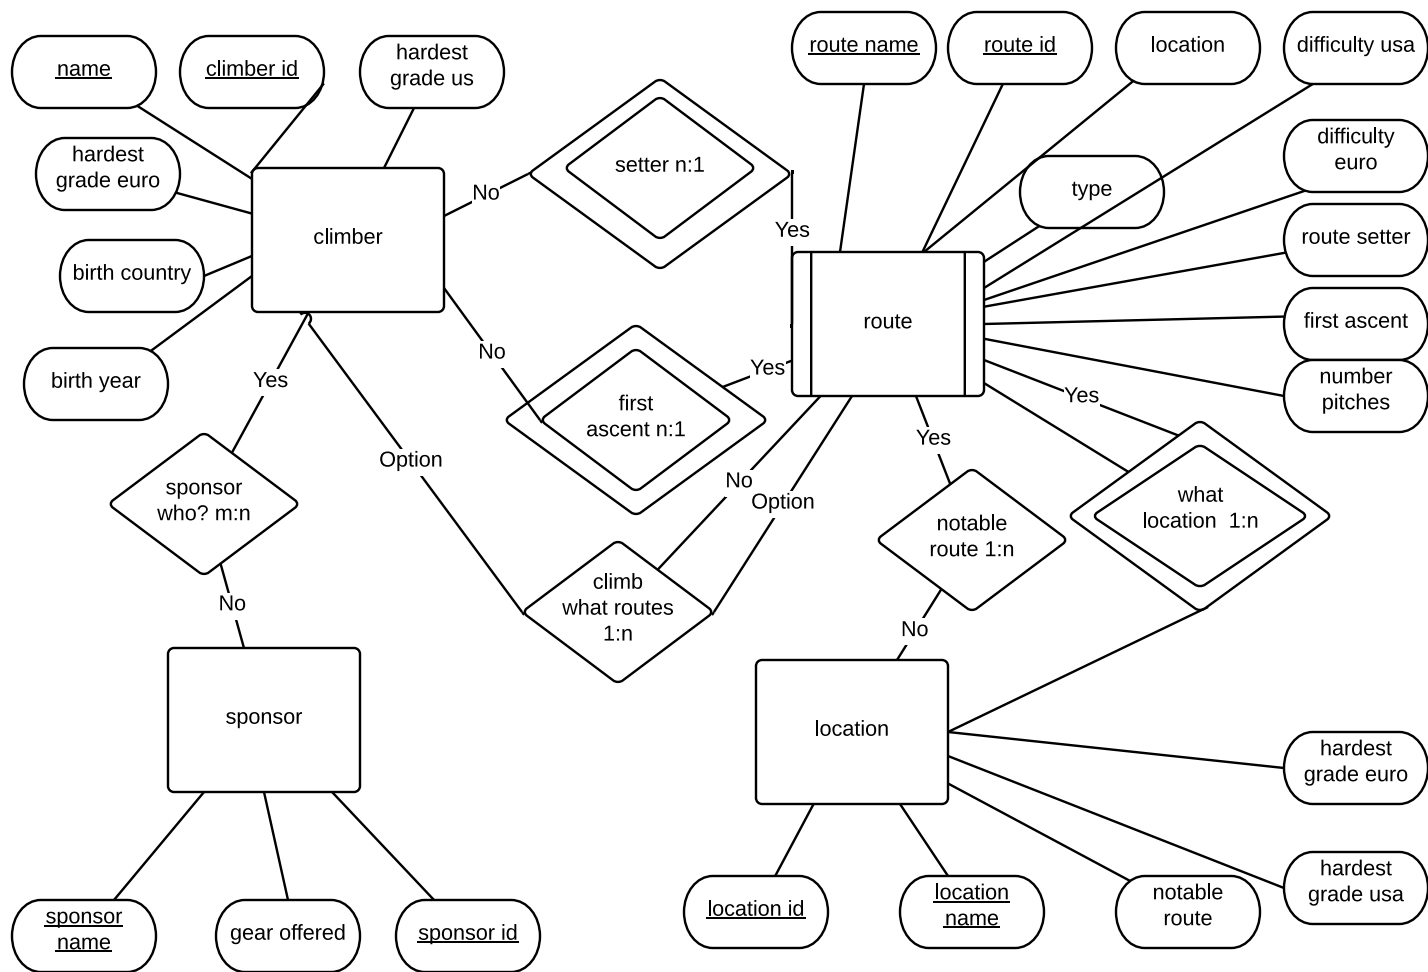 name
climber id
hardest
grade us
route name
route id
location
difficulty usa
hardest
grade euro
setter n:1
difficulty
euro
type
No
Yes
climber
birth country
route setter
route
first ascent
birth year
No
Yes
Yes
first
ascent n:1
number
pitches
Yes
Option
No
Option
Yes
sponsor
who? m:n
notable
route 1:n
what
location 1:n
No
climb
what routes
1:n
No
sponsor
location
hardest
grade euro
hardest
grade usa
sponsor
name
gear offered
sponsor id
location id
location
name
notable
route